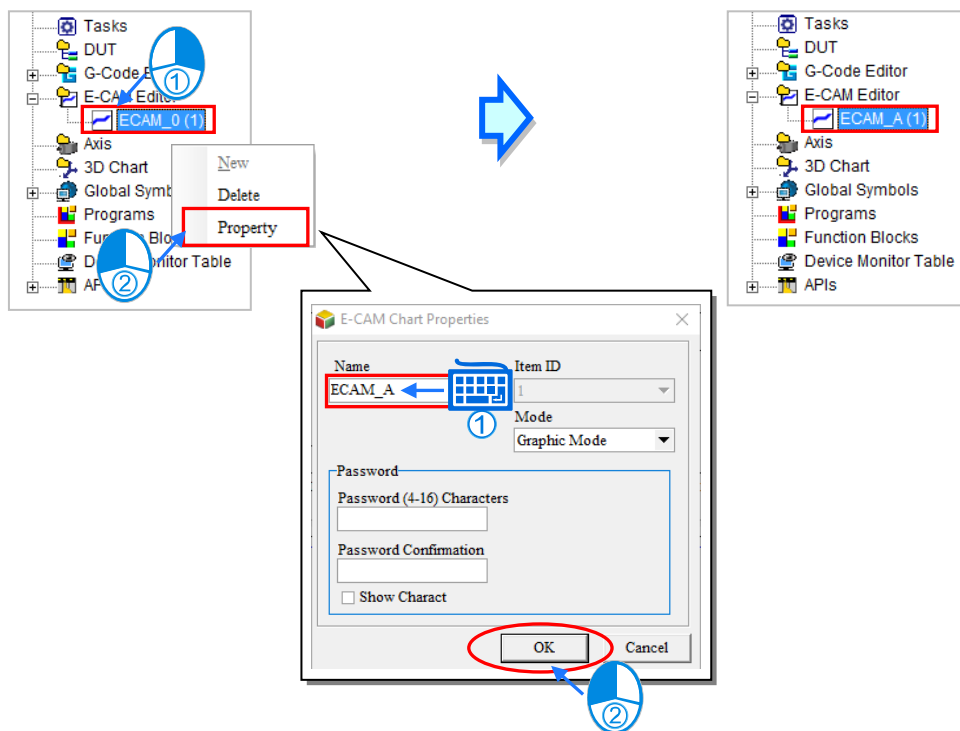 Tasks
DUT
G-Code E
①
E-CAM Editor
ECAM_0 (1)
Axis
3D Chart
Global Symb
Programs
Fu Blo
D onitor Table
②
AP
New
Delete
Property
Tasks
DUT
G-Code Editor
E-CAM Editor
ECAM_A (1)
Axis
3D Chart
Global Symbols
Programs
Function Blocks
Device Monitor Table
APIs
E-CAM Chart Properties
Name
Item ID
ECAM_A
1
①
Mode
Graphic Mode
Password
Password (4-16) Characters
Password Confirmation
Show Charact
OK
Cancel
②